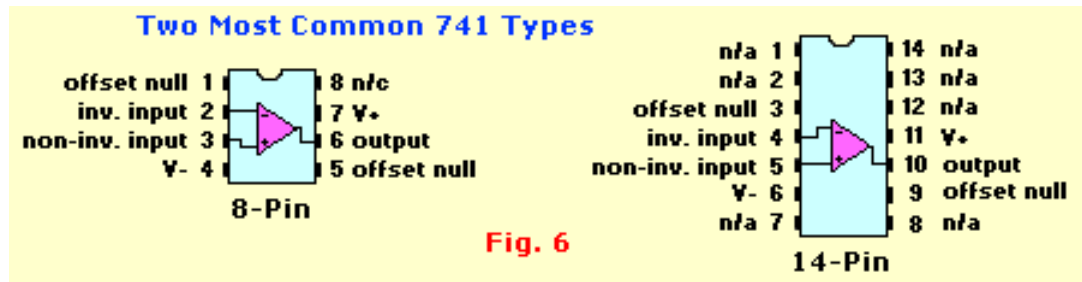 Two Most Common 741 Types
offset null 1
inv. input 2
non-inv. input 3
V- 4
8 n/c
7 V+
6 output
5 offset null
-
+
8-Pin
n/a 1
n/a 2
offset null 3
inv. input 4
non-inv. input 5
V- 6
n/a 7
14 n/a
13 n/a
12 n/a
11 V+
10 output
9 offset null
8 n/a
-
+
14-Pin
Fig. 6